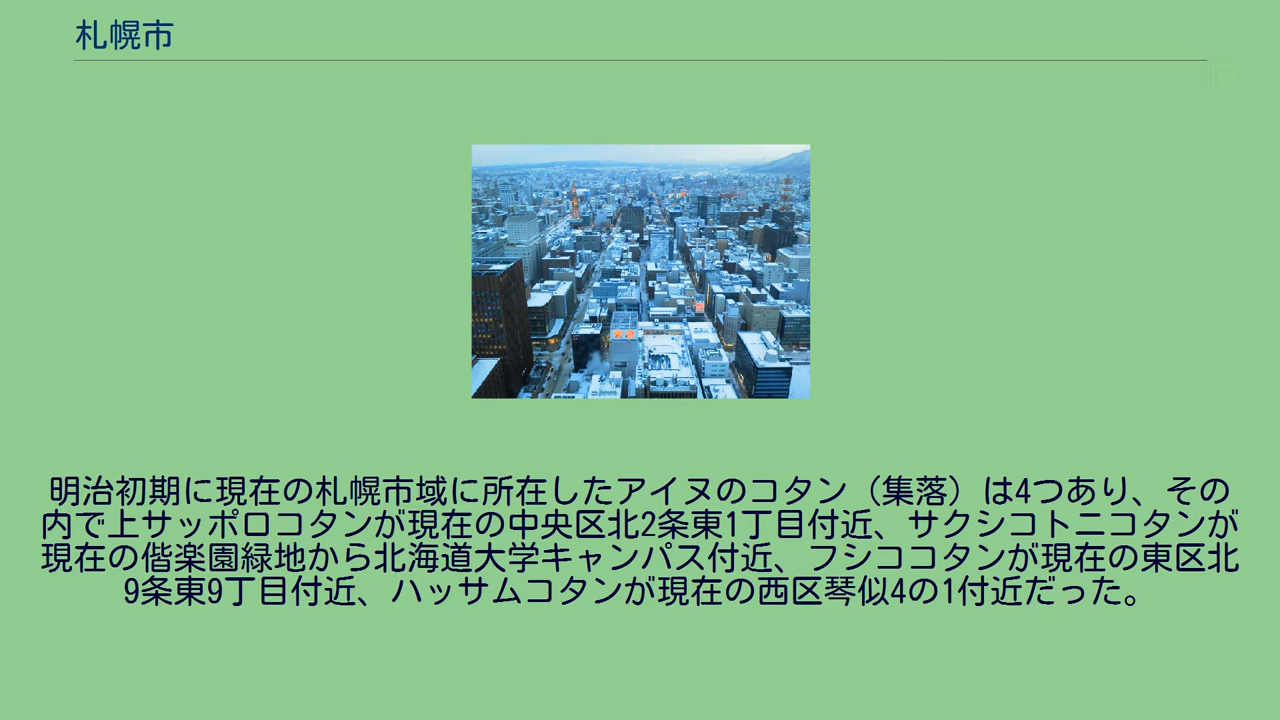 札幌市
明治初期に現在の札幌市域に所在したアイヌのコタン（集落）は4つあり、その
内で上サッポロコタンが現在の中央区北2条東1丁目付近、サクシコトニコタンが
現在の偕楽園緑地から北海道大学キャンパス付近、フシココタンが現在の東区北
9条東9丁目付近、ハッサムコタンが現在の西区琴似4の1付近だった。